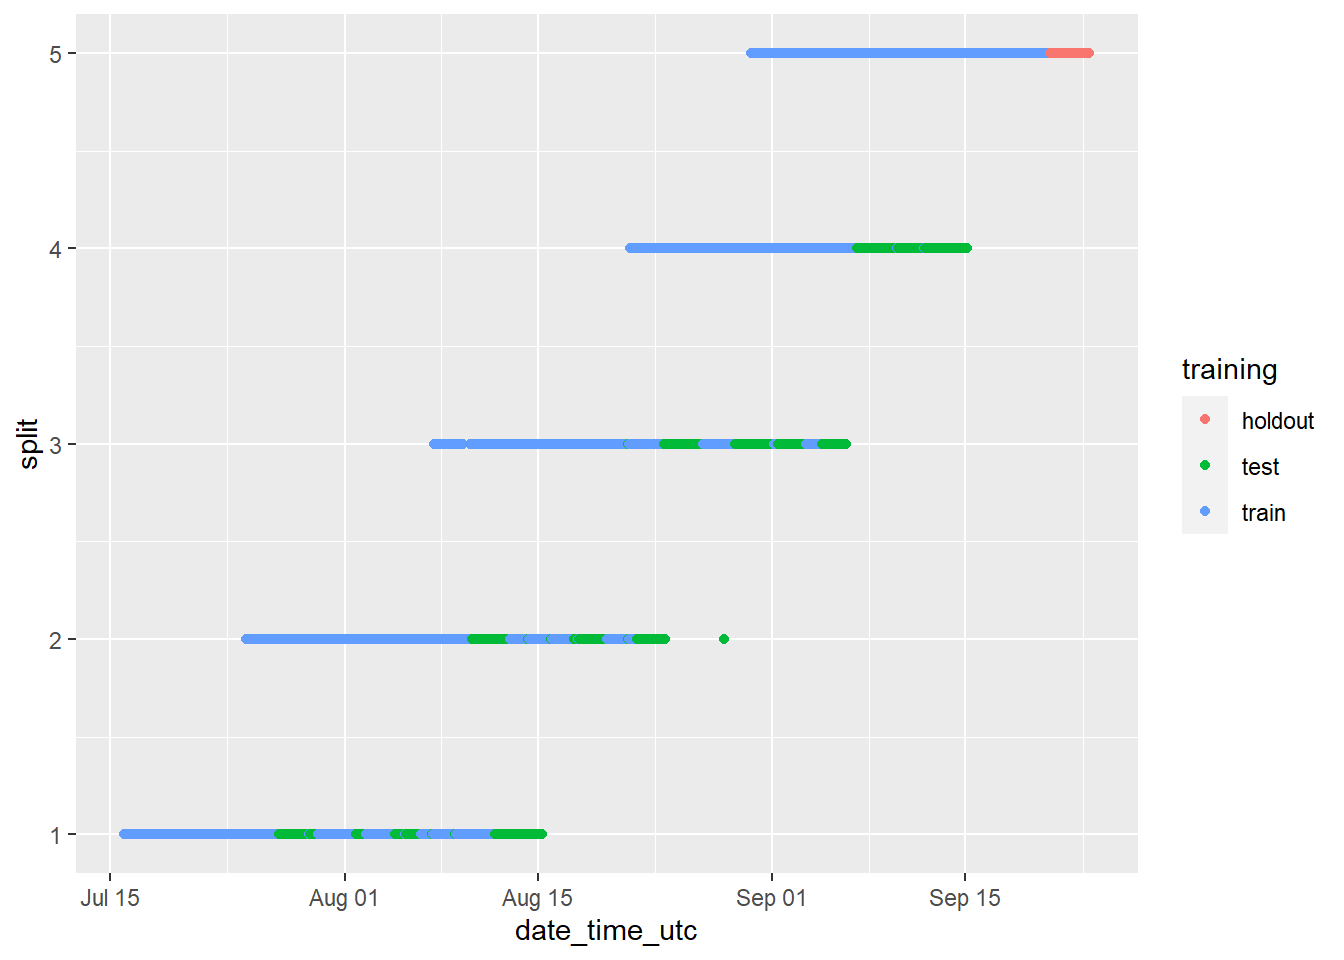 5
4
3
2
1
split
Jul 15
Aug 01
Aug 15
Sep 01
Sep 15
date_time_utc
training
holdout
test
train